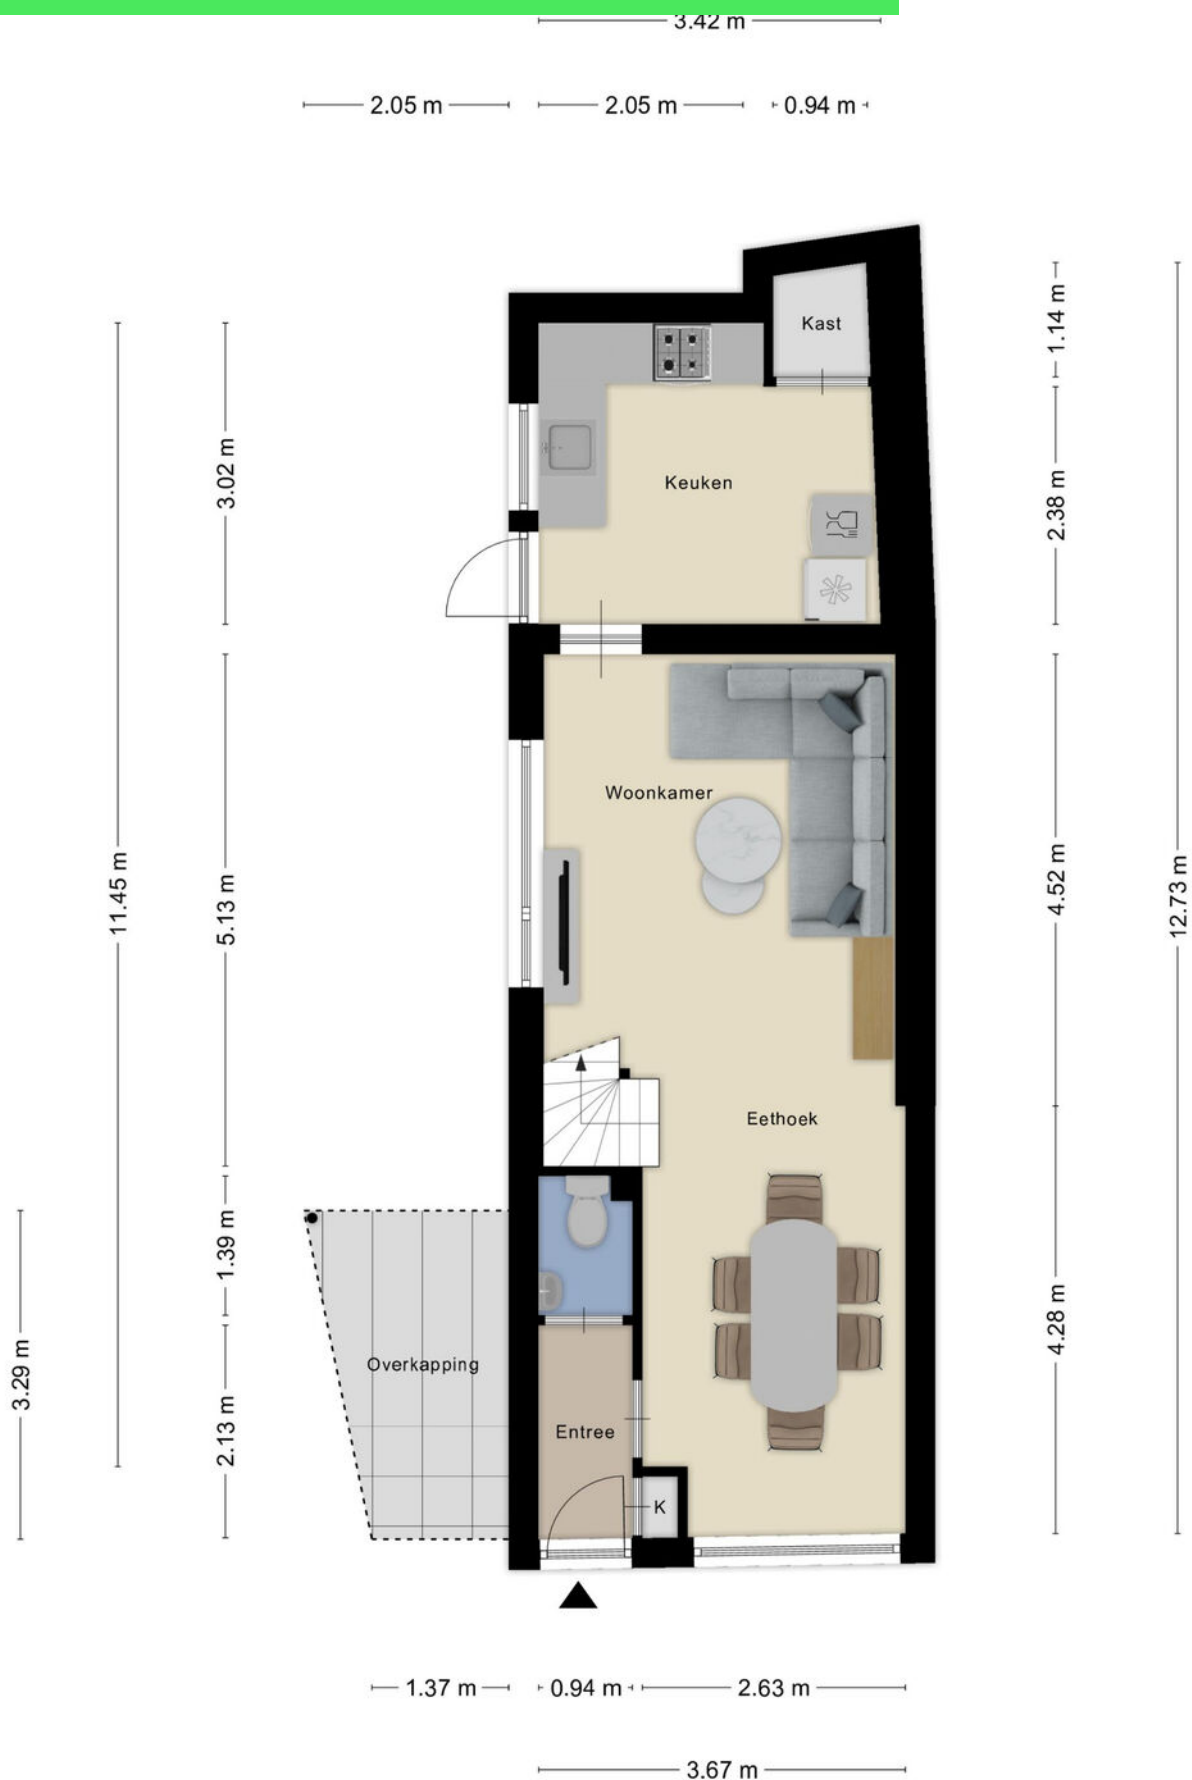 3.42 m
2.05 m
2.05 m
0.94 m
Kast
1.14 m
Keuken
3.02 m
2.38 m
Woonkamer
11.45 m
5.13 m
4.52 m
12.73 m
Eethoek
1.39 m
3.29 m
Overkapping
4.28 m
2.13 m
Entree
K
1.37 m
0.94 m
2.63 m
3.67 m